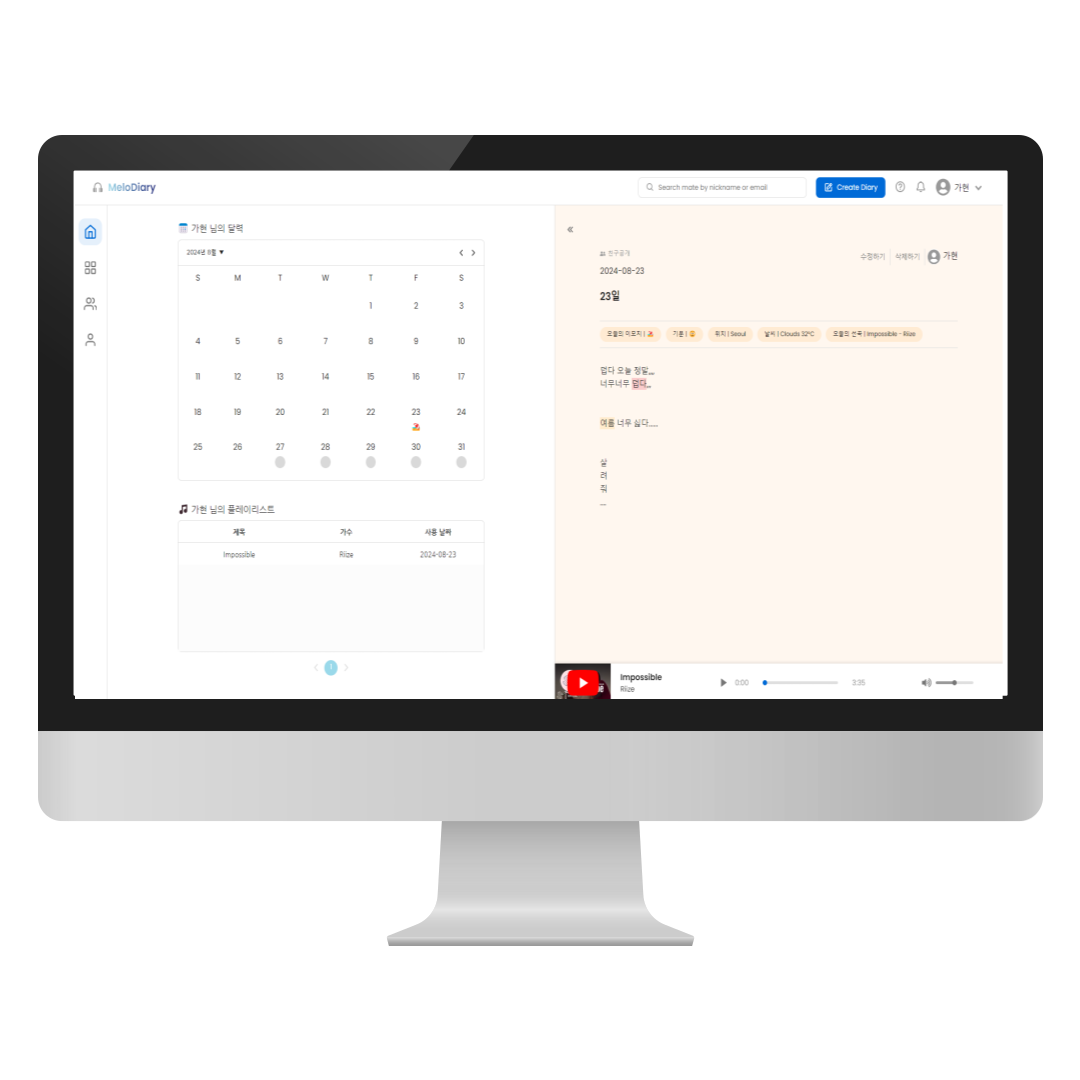 MeloDiary
Search mate by nickname or email
Create Diary
가현
가현 님의 달력
2024년 8월 ▼
S M T W T F S
1 2 3
4 5 6 7 8 9 10
11 12 13 14 15 16 17
18 19 20 21 22 23 24
25 26 27 28 29 30 31
가현 님의 플레이리스트
제목 가수 사용 날짜
Impossible Riize 2024-08-23
1
친구공개
2024-08-23
수정하기 삭제하기 가현
23일
오늘의 이모지 | 기분 | 위치 | Seoul 날씨 | Clouds 32°C 오늘의 선곡 | Impossible - Riize
덥다 오늘 정말,,,
너무너무 덥다,,
여름 너무 싫다.....
살
려
줘
...
Impossible
Riize
0:00 3:35